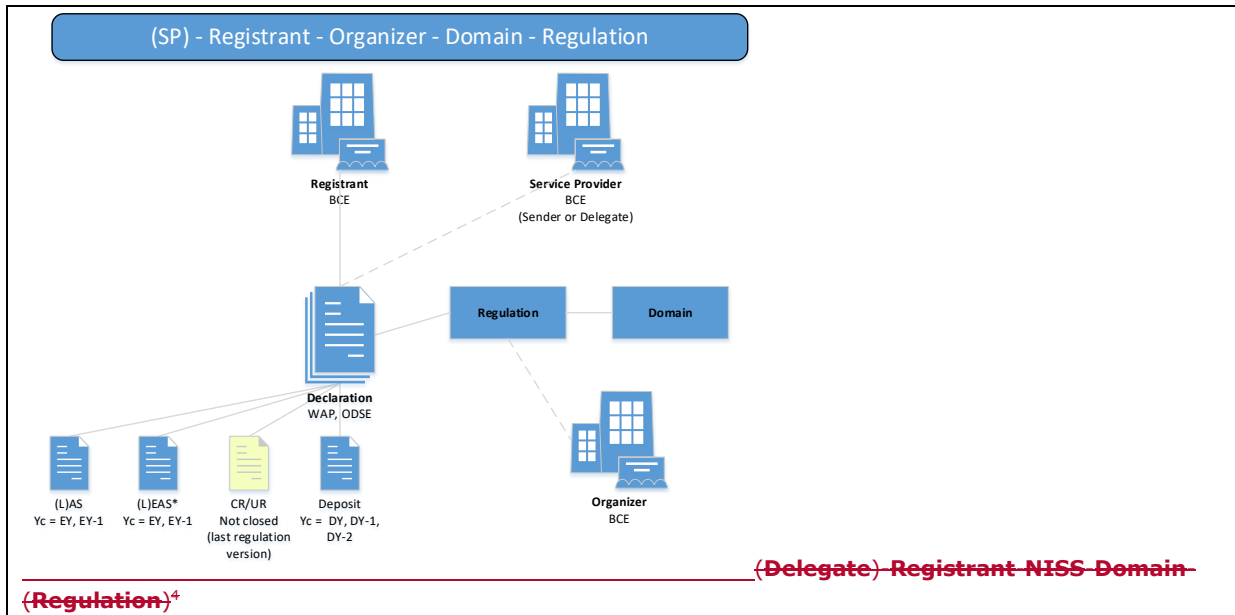 (SP) - Registrant - Organizer - Domain - Regulation
Registrant
BCE
Service Provider
BCE
(Sender or Delegate)
Regulation
Domain
Declaration
WAP, ODSE
Organizer
BCE
(L)AS
Yc = EY, EY-1
(L)EAS*
Yc = EY, EY-1
CR/UR
Not closed
(last regulation
version)
Deposit
Yc = DY, DY-1,
DY-2
(Delegate)-Registrant-NISS-Domain-
(Regulation)4